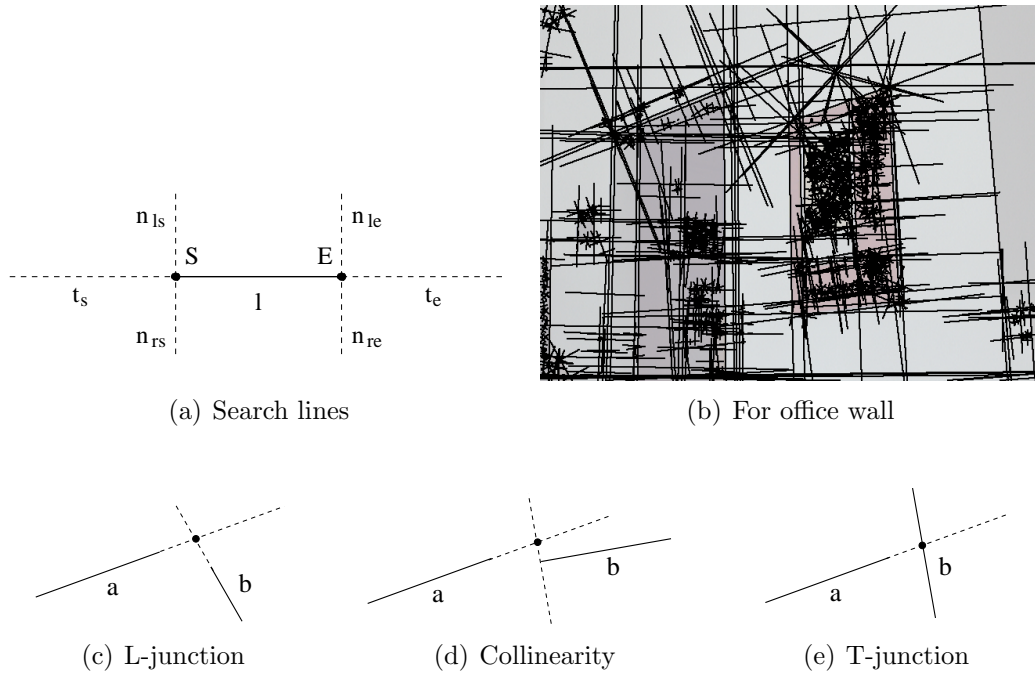 n ls
n le
S
E
t s
l
t e
n rs
n re
(a) Search lines
(b) For office wall
a
b
a
b
a
b
(c) L-junction
(d) Collinearity
(e) T-junction